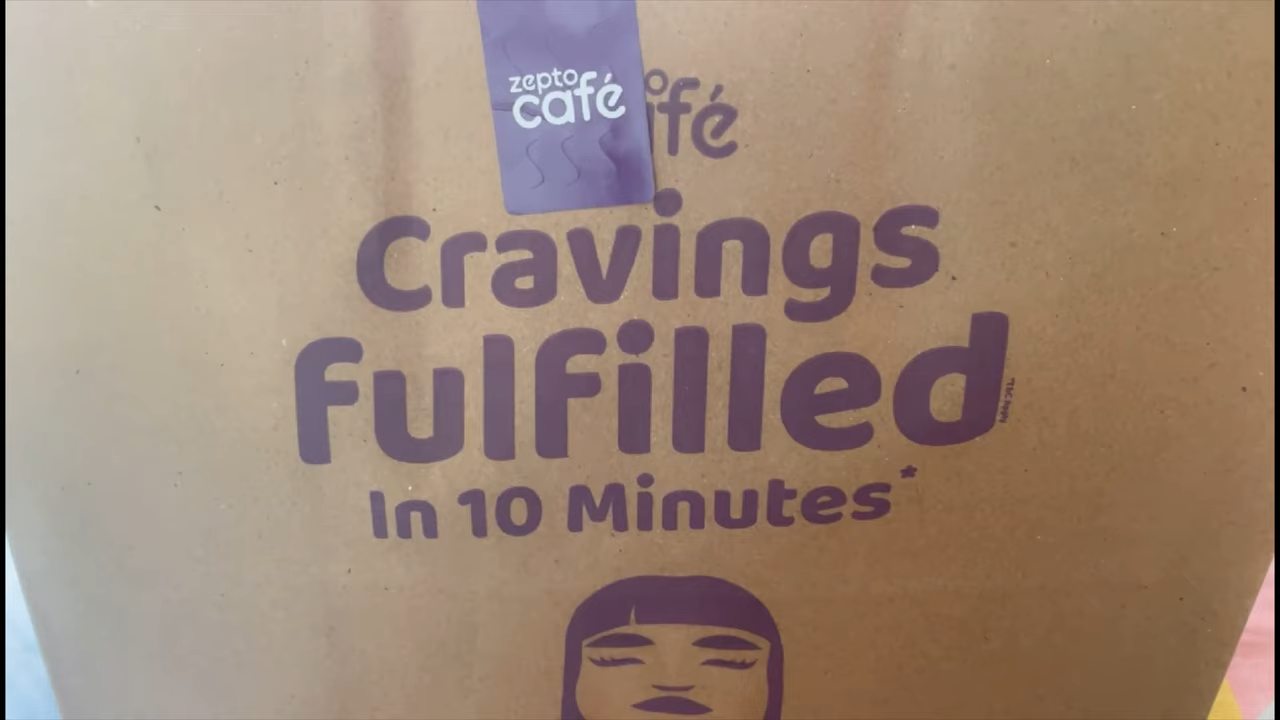 zepto
café
fé
Cravings
fulfilled
In 10 Minutes*